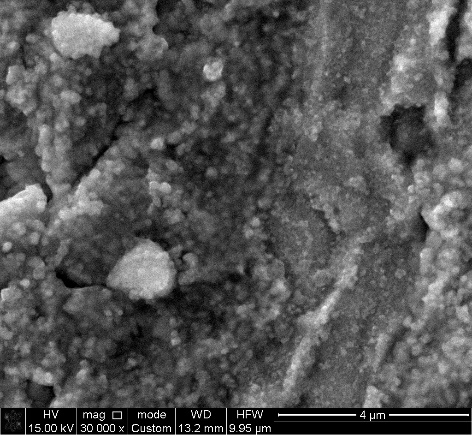 HV mag □ mode WD HFW 4 µm
15.00 kV 30 000 x Custom 13.2 mm 9.95 µm